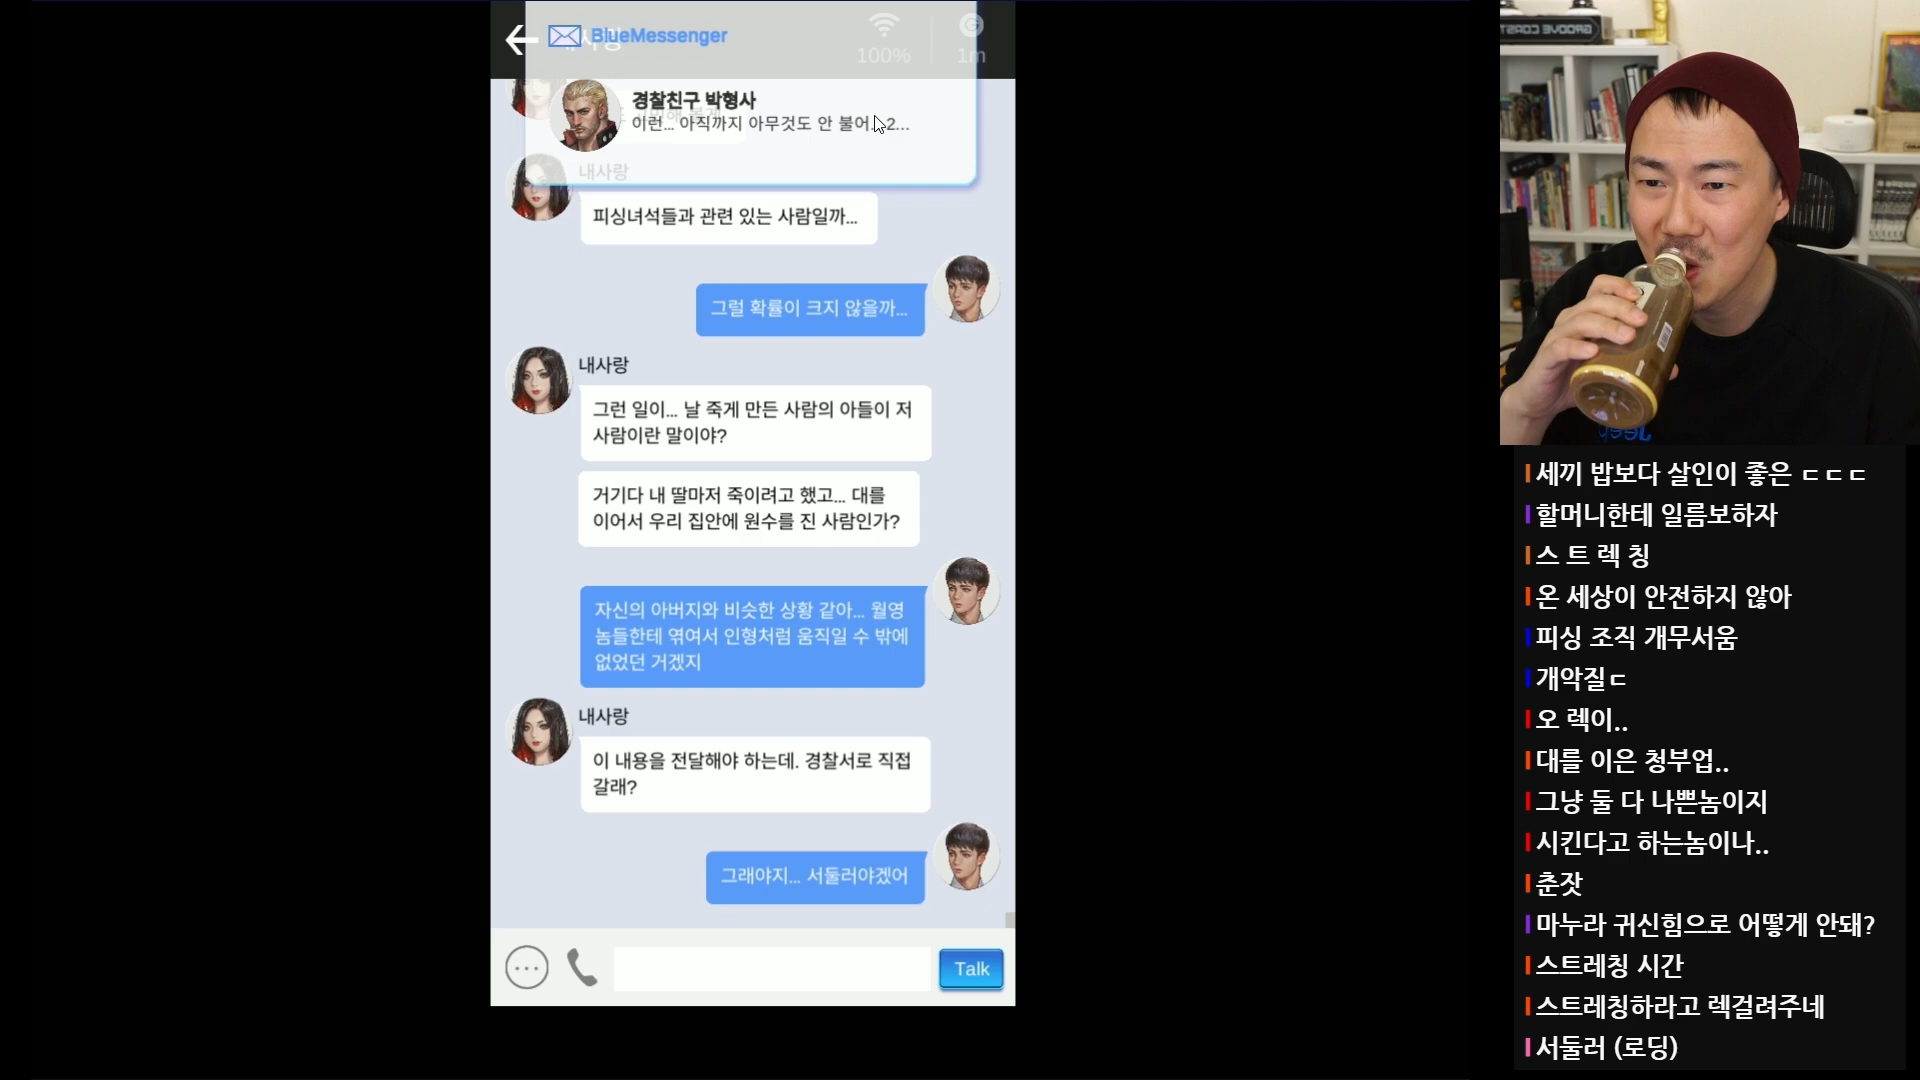 BlueMessenger
100%
1m
경찰친구 박형사
이런... 아직까지 아무것도 안 불어
내사랑
피싱녀석들과 관련 있는 사람일까...
그럴 확률이 크지 않을까...
내사랑
그런 일이... 날 죽게 만든 사람의 아들이 저
사람이란 말이야?
거기다 내 딸마저 죽이려고 했고... 대를
이어서 우리 집안에 원수를 진 사람인가?
자신의 아버지와 비슷한 상황 같아... 월영
놈들한테 엮여서 인형처럼 움직일 수 밖에
없었던 거겠지
내사랑
이 내용을 전달해야 하는데. 경찰서로 직접
갈래?
그래야지... 서둘러야겠어
Talk
세끼 밥보다 살인이 좋은 ㄷㄷㄷ
할머니한테 일름보하자
스 트 렉 칭
온 세상이 안전하지 않아
피싱 조직 개무서움
개악질ㄷ
오 렉이..
대를 이은 청부업..
그냥 둘 다 나쁜놈이지
시킨다고 하는놈이나..
춘잣
마누라 귀신힘으로 어떻게 안돼?
스트레칭 시간
스트레칭하라고 렉걸려주네
서둘러 (로딩)